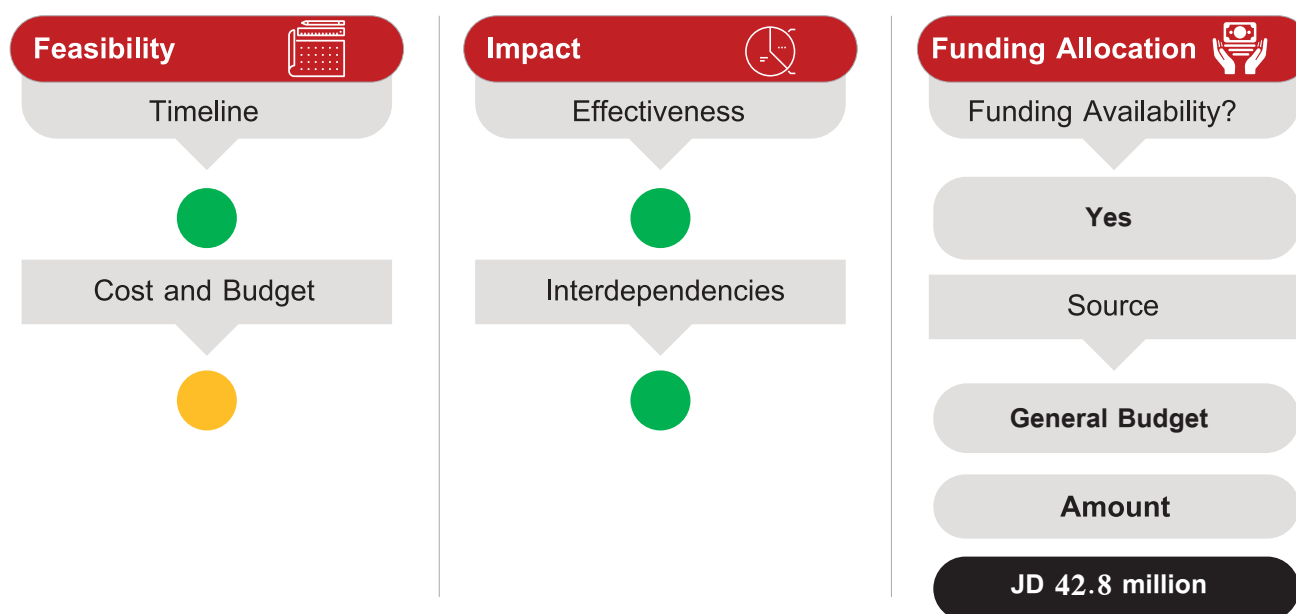 Feasibility
Timeline
Cost and Budget
Impact
Effectiveness
Interdependencies
Funding Allocation
Funding Availability?
Yes
Source
General Budget
Amount
JD 42.8 million